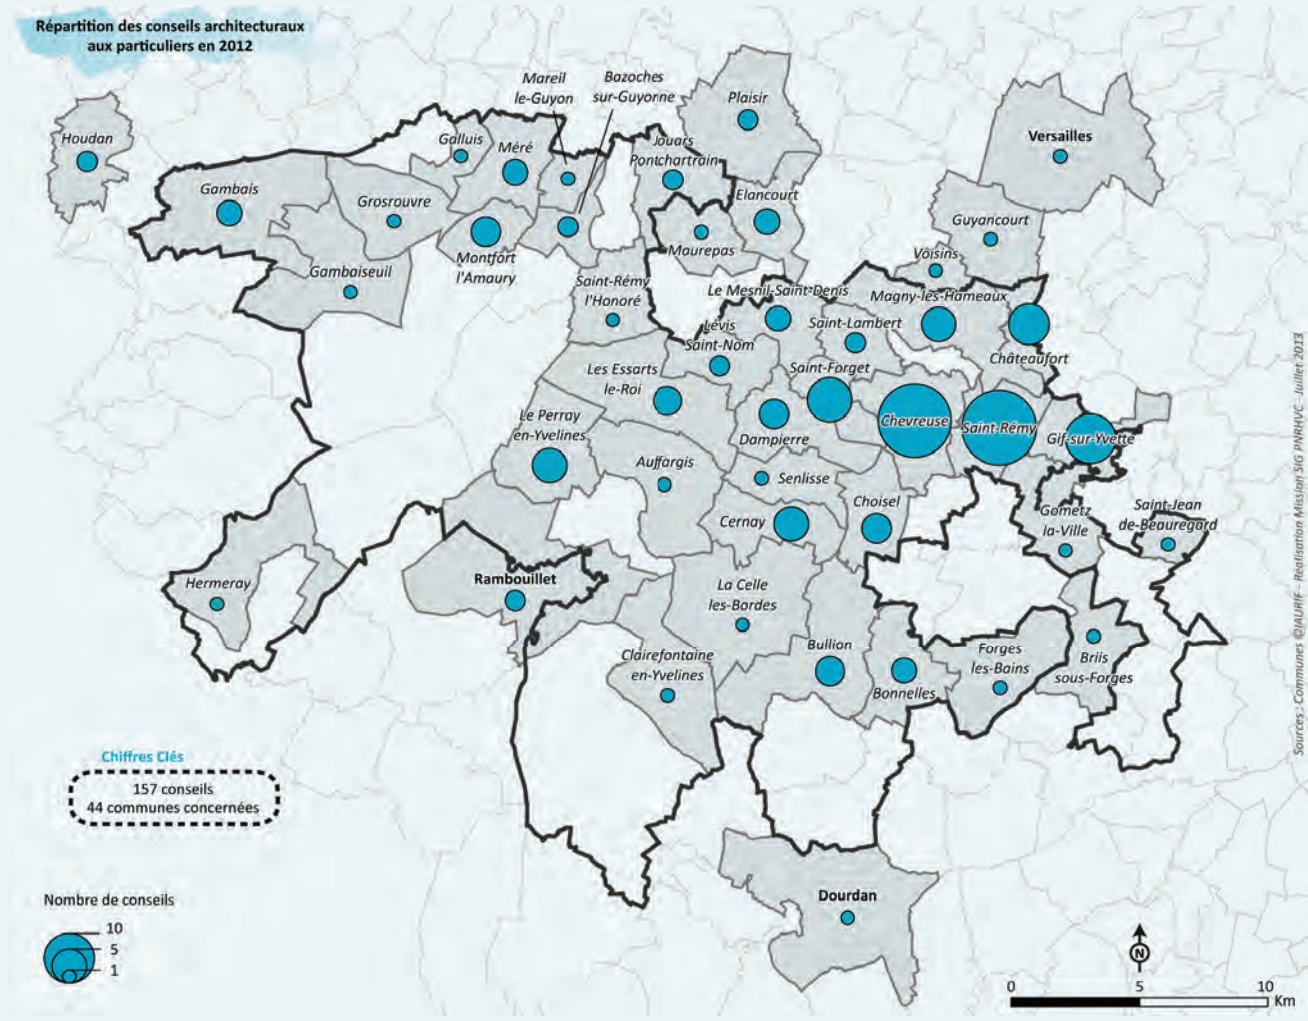 Répartition des conseils architecturaux
aux particuliers en 2012
Mareil
le-Guyon
Bazoches
sur-Guyonne
Plaisir
Versailles
Houdan
Galluis
Méré
Jouars
Pontchartrain
Gambais
Grosrouvre
Elancourt
Guyancourt
Maurepas
Voisins
Montfort
l'Amaury
Gambaiseuil
Saint-Rémy
l'Honoré
Le Mesnil-Saint-Denis
Magny-les-Hameaux
Lévis
Saint-Nom
Saint-Lambert
Châteaufort
Les Essarts
le-Roi
Saint-Forget
Le Perray
en-Yvelines
Dampierre
Chevreuse
Saint-Rémy
Gif-sur-Yvette
Auffargis
Senlisse
Choisel
Cernay
Gometz
la-Ville
Saint-Jean
de-Beauregard
Hermeray
Rambouillet
La Celle
les-Bordes
Clairefontaine
en-Yvelines
Bullion
Bonnelles
Forges
les-Bains
Briis
sous-Forges
Dourdan
Chiffres Clés
157 conseils
44 communes concernées
Nombre de conseils
10
5
1
N
0 5 10
Km
Sources : Communes ©IAURIF - Réalisation Mission SIG PNRHVC - Juillet 2013